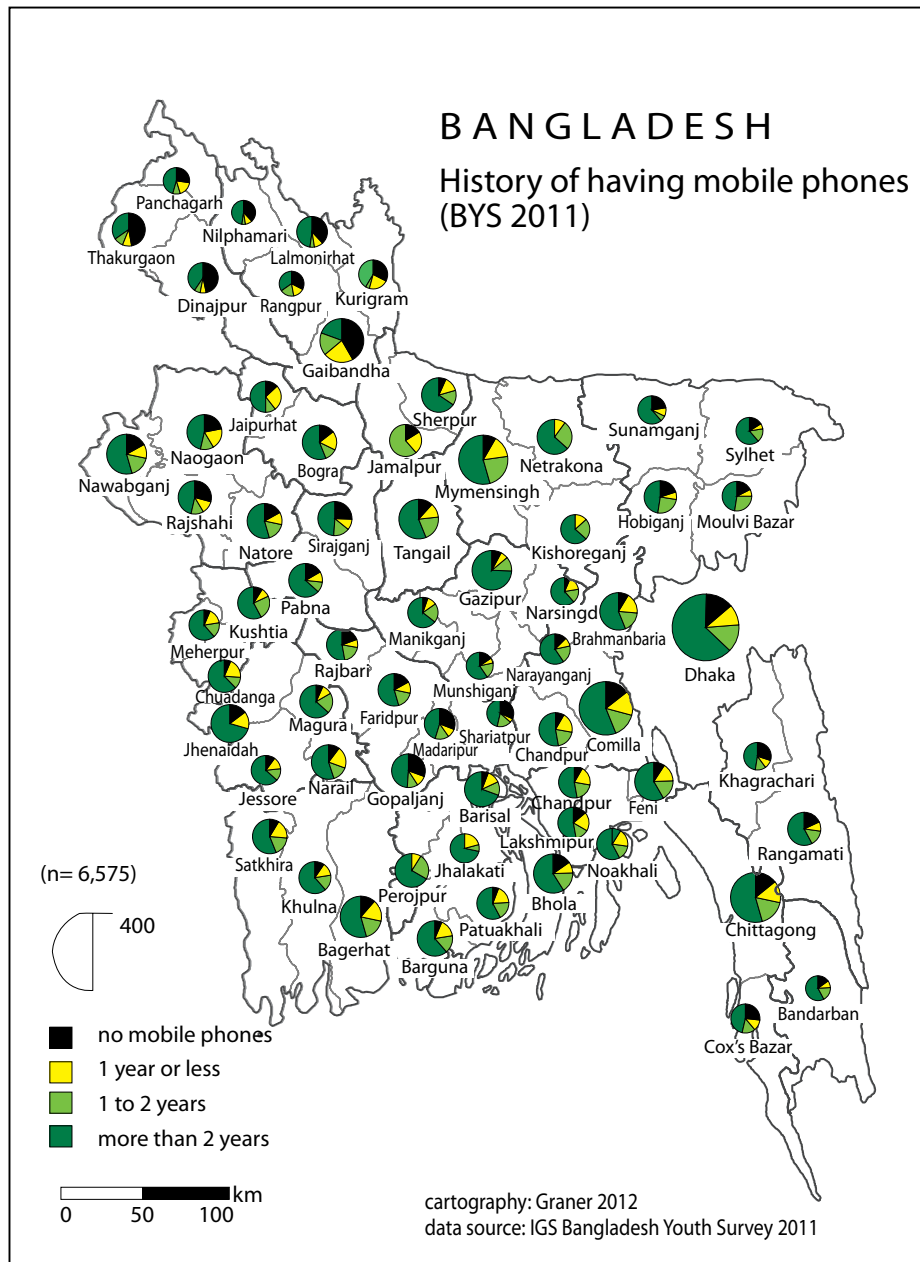 BANGLADESH
History of having mobile phones
(BYS 2011)
Panchagarh
Nilphamari
Thakurgaon
Lalmonirhat
Dinajpur
Rangpur
Kurigram
Gaibandha
Jaipurhat
Sherpur
Sunamganj
Sylhet
Naogaon
Bogra
Jamalpur
Netrakona
Nawabganj
Mymensingh
Rajshahi
Hobiganj
Moulvi Bazar
Natore
Sirajganj
Tangail
Kishoreganj
Pabna
Gazipur
Narsingd
Kushtia
Manikganj
Brahmanbaria
Meherpur
Rajbari
Narayanganj
Dhaka
Chuadanga
Munshiganj
Magura
Faridpur
Shariatpur
Jhenaidah
Madaripur
Chandpur
Comilla
Khagrachari
Jessore
Narail
Gopaljanj
Chandpur
Feni
Barisal
Lakshmipur
Rangamati
Satkhira
Jhalakati
Noakhali
(n= 6,575)
Khulna
Perojpur
Bhola
400
Patuakhali
Chittagong
Bagerhat
Barguna
Bandarban
Cox's Bazar
no mobile phones
1 year or less
1 to 2 years
more than 2 years
km
0 50 100
cartography: Graner 2012
data source: IGS Bangladesh Youth Survey 2011